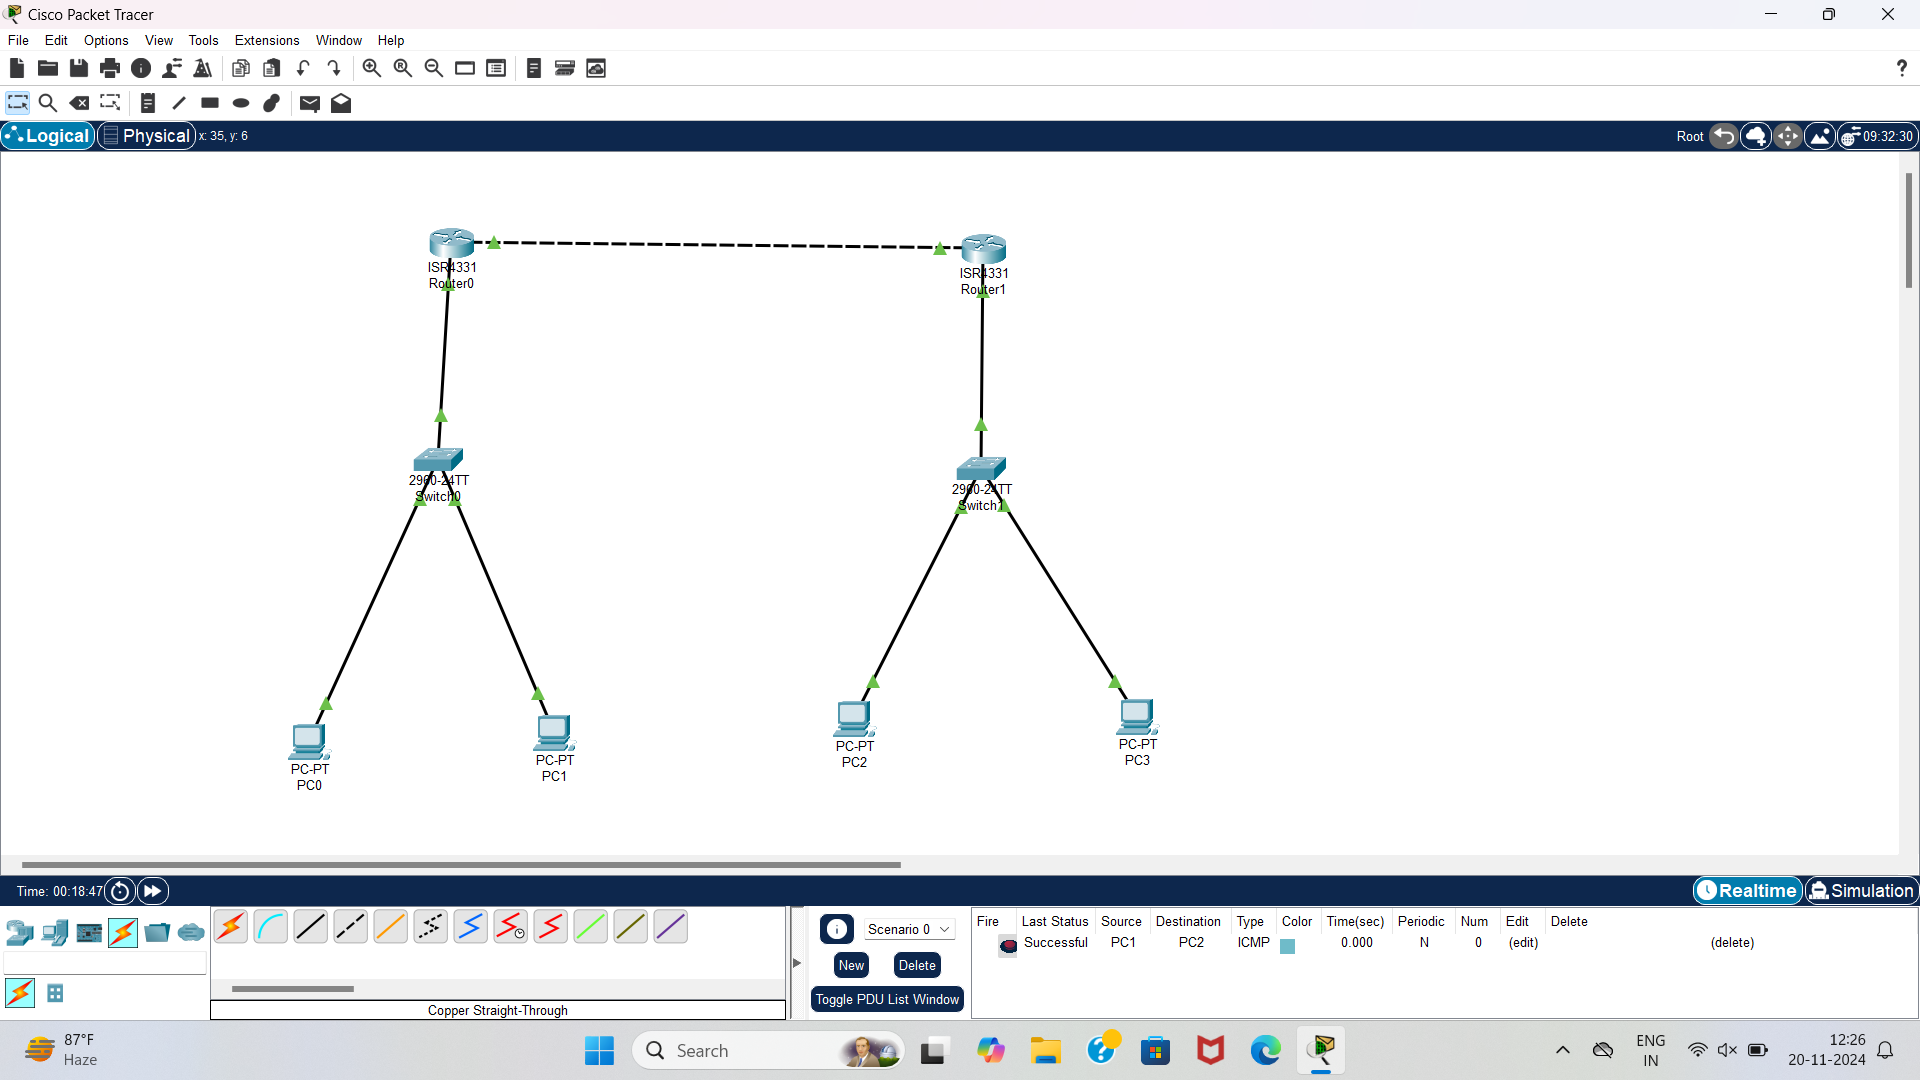 Cisco Packet Tracer
File Edit Options View Tools Extensions Window Help
?
Logical Physical x: 35, y: 6 Root 09:32:30
ISR4331
Router0
ISR4331
Router1
2960-24TT
Switch0
2960-24TT
Switch1
PC-PT
PC0
PC-PT
PC1
PC-PT
PC2
PC-PT
PC3
Time: 00:18:47 Realtime Simulation
Scenario 0
New Delete
Toggle PDU List Window
Fire Last Status Source Destination Type Color Time(sec) Periodic Num Edit Delete
Successful PC1 PC2 ICMP 0.000 N 0 (edit) (delete)
Copper Straight-Through
87°F
Haze
Search
ENG
IN
12:26
20-11-2024